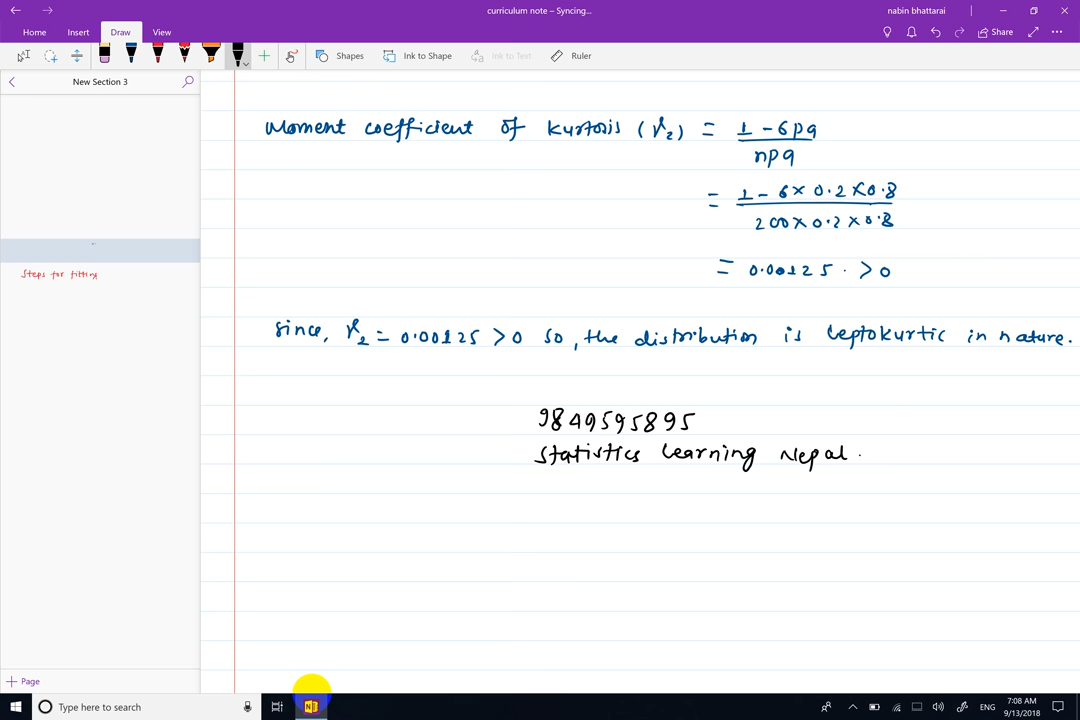 curriculum note – Syncing...
nabin bhattarai
Home Insert Draw View
Share
Shapes Ink to Shape Ink to Text Ruler
New Section 3
Steps for fitting
Moment coefficient of kurtosis (γ₂) = 1 - 6pq
npq
= 1 - 6 × 0.2 × 0.8
200 × 0.2 × 0.8
= 0.00125 . > 0
Since, γ₂ = 0.00125 > 0 so, the distribution is leptokurtic in nature.
9849595895
Statistics Learning Nepal.
+ Page
Type here to search
N
ENG
7:08 AM
9/13/2018